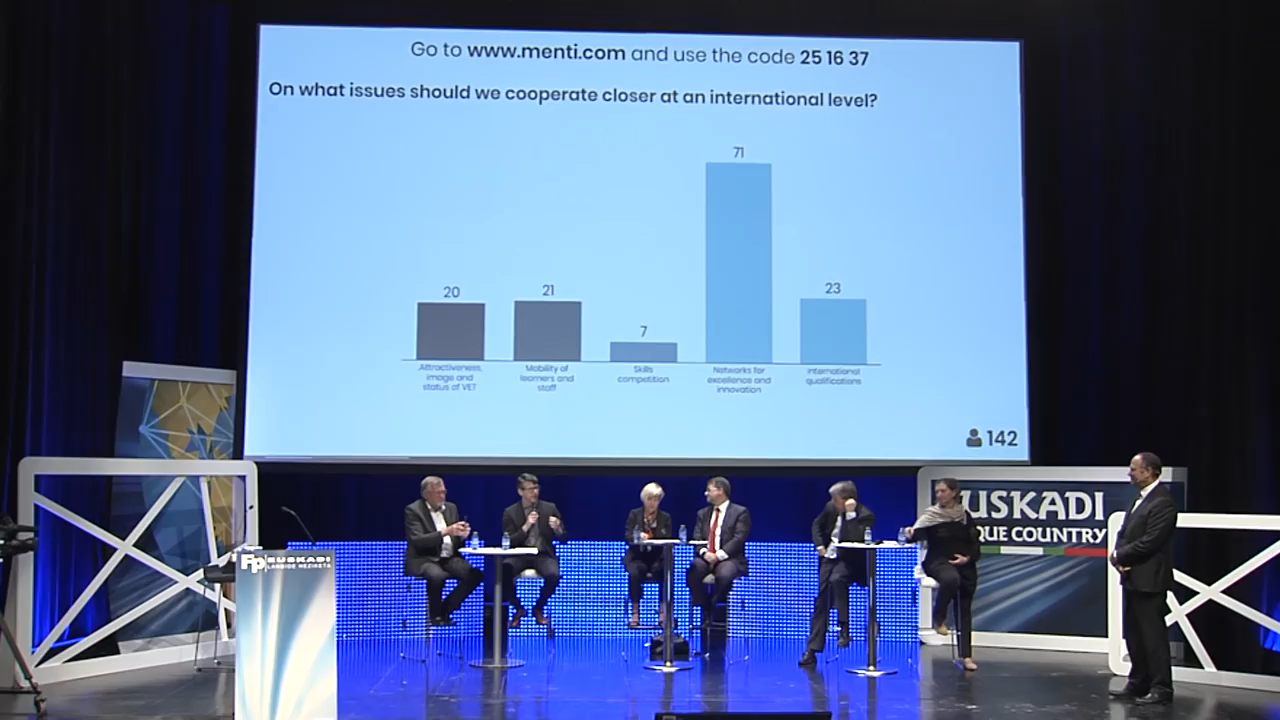 Go to www.menti.com and use the code 25 16 37
On what issues should we cooperate closer at an international level?
71
20
21
7
23
Attractiveness,
image and
status of VET
Mobility of
learners and
staff
Skills
competition
Networks for
excellence and
innovation
International
qualifications
142
USKADI
QUE COUNTRY
Fp EUSKADI
LANBIDE HEZIKETA